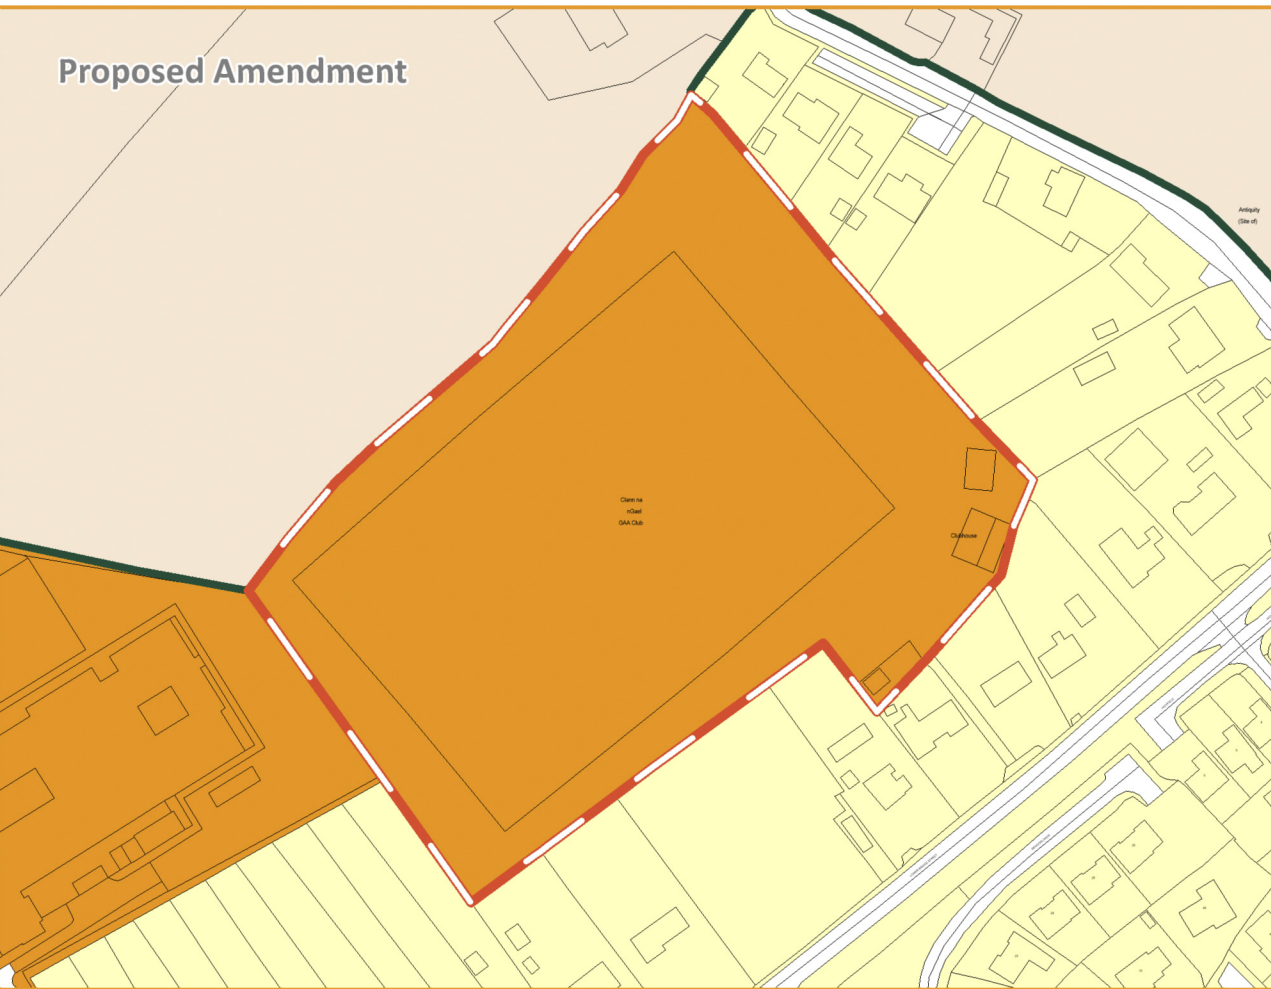 Proposed Amendment
Antiquity
(Site of)
Clann na
nGael
GAA Club
Clubhouse